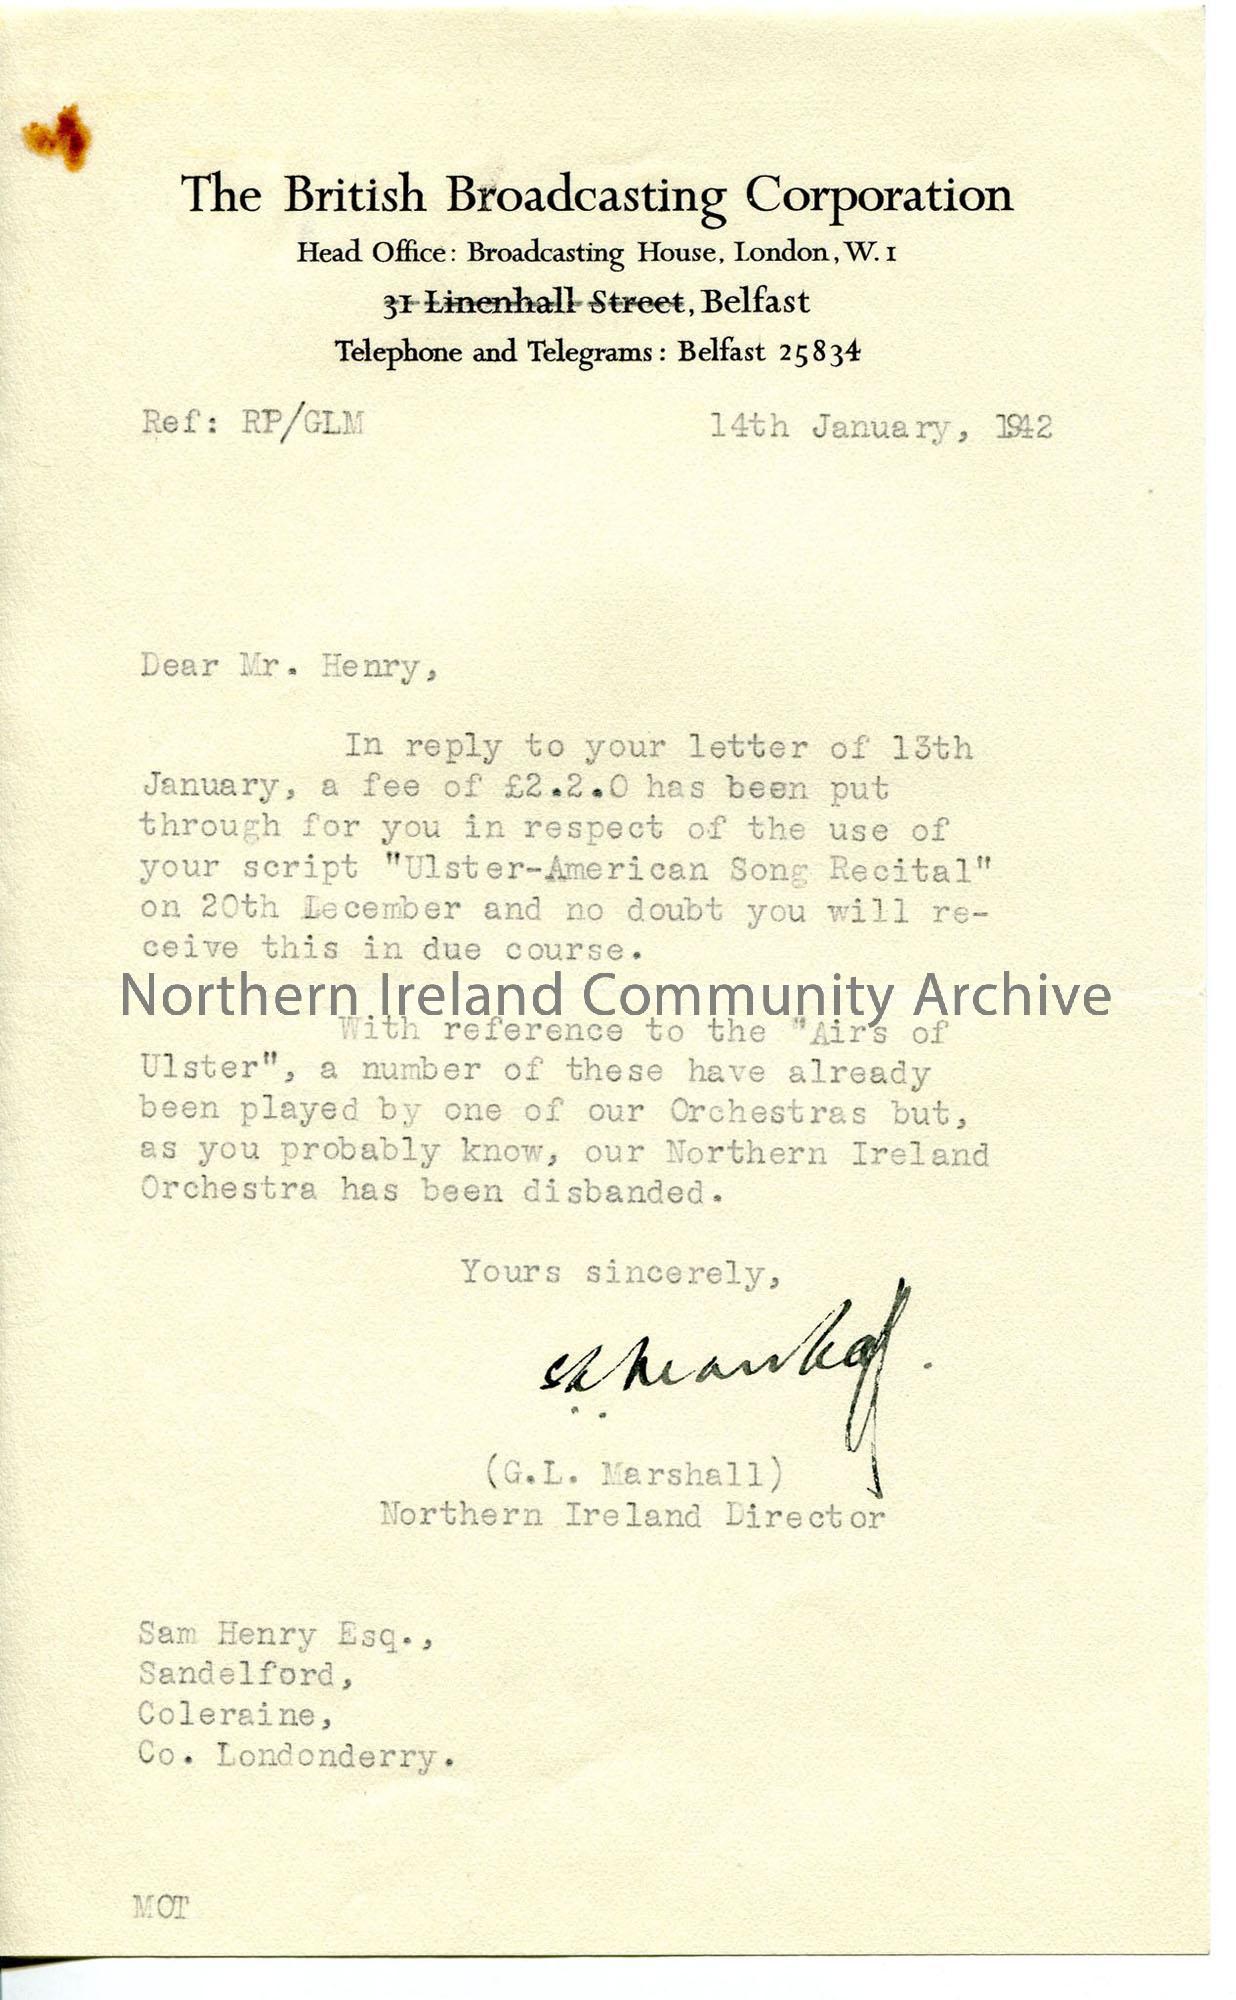 The British Broadcasting Corporation
Head Office: Broadcasting House, London, W. 1
31 Linenhall Street, Belfast
Telephone and Telegrams: Belfast 25834
Ref: RP/GLM 14th January, 1942
Dear Mr. Henry,
In reply to your letter of 13th
January, a fee of £2.2.0 has been put
through for you in respect of the use of
your script "Ulster-American Song Recital"
on 20th December and no doubt you will re-
ceive this in due course.
Northern Ireland Community Archive
With reference to the "Airs of
Ulster", a number of these have already
been played by one of our Orchestras but,
as you probably know, our Northern Ireland
Orchestra has been disbanded.
Yours sincerely,
(G.L. Marshall)
Northern Ireland Director
Sam Henry Esq.,
Sandelford,
Coleraine,
Co. Londonderry.
MOT